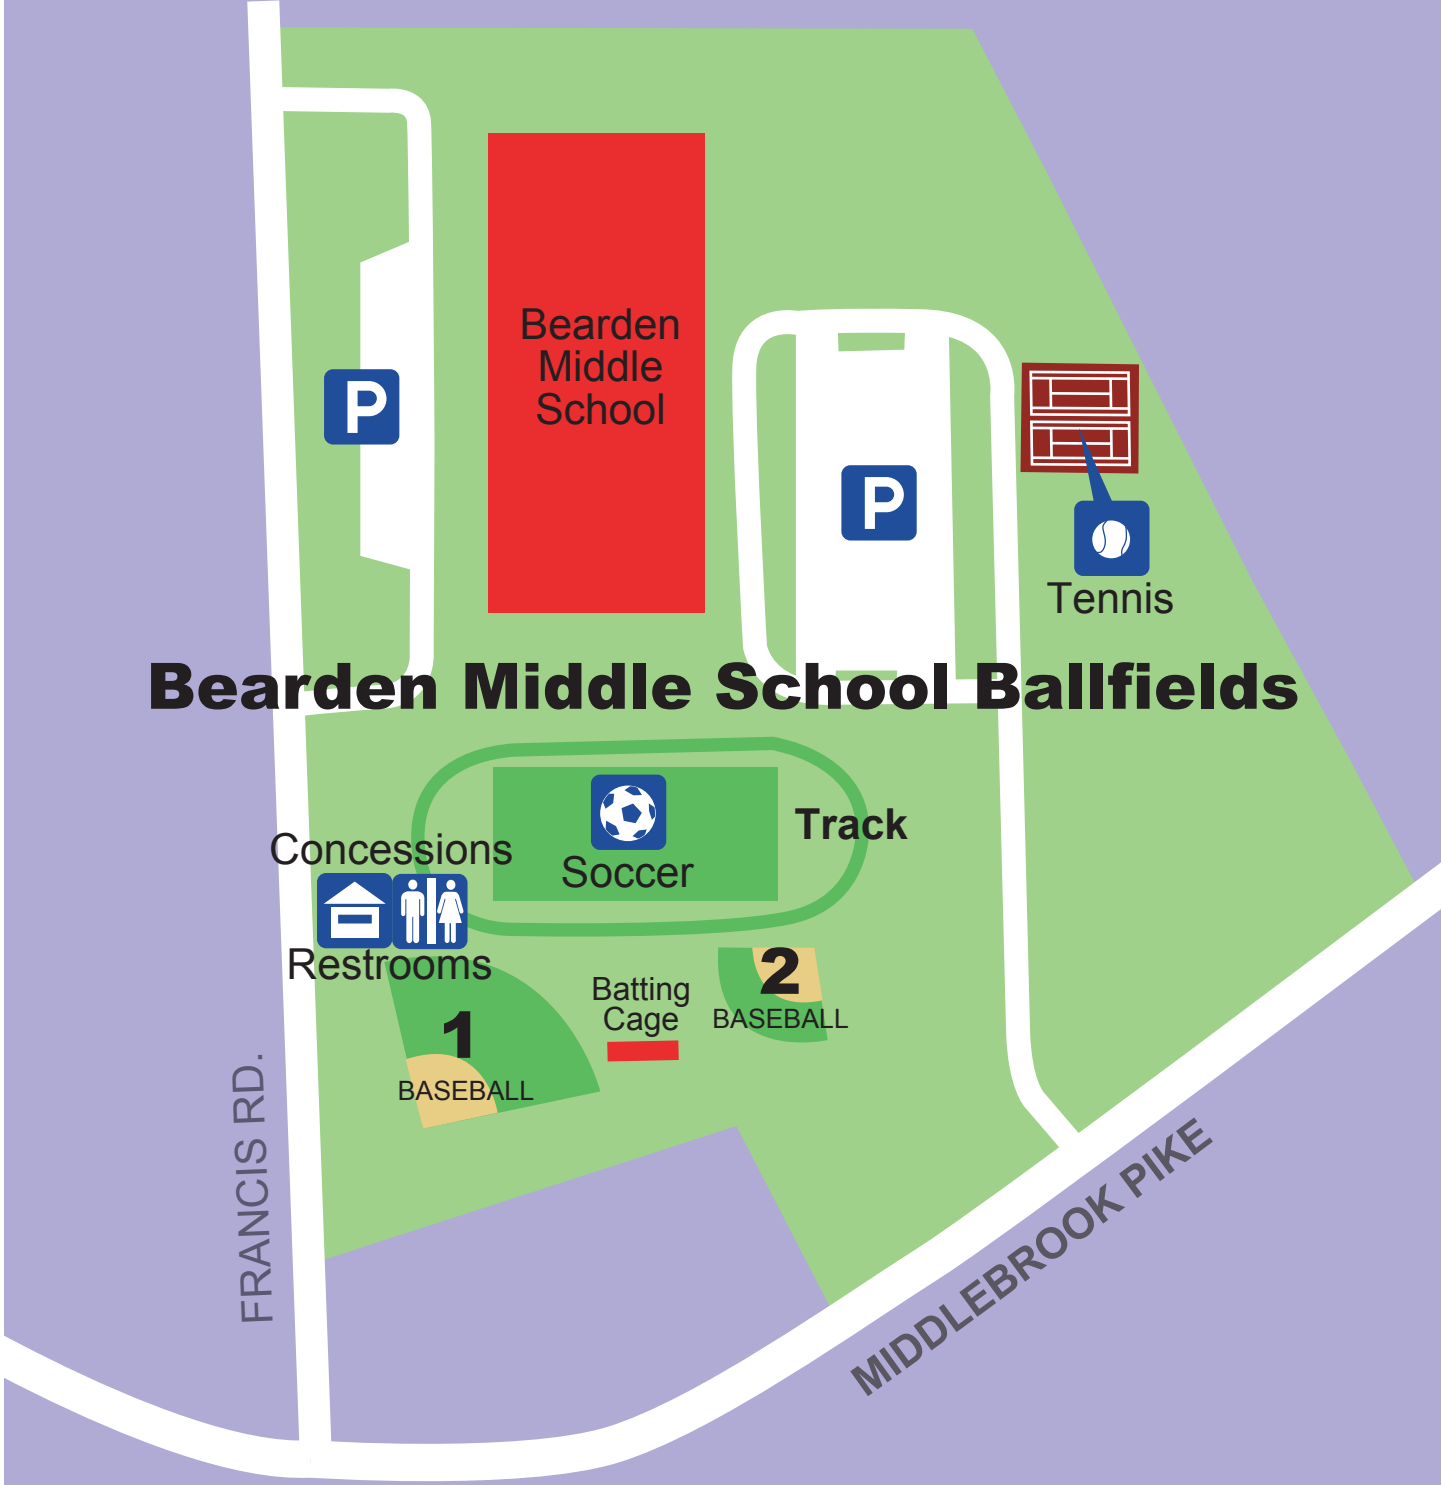 Bearden
Middle
School
P
P
Tennis
Bearden Middle School Ballfields
Track
Concessions
Soccer
Restrooms
Batting
Cage
2
BASEBALL
1
BASEBALL
FRANCIS RD.
MIDDLEBROOK PIKE